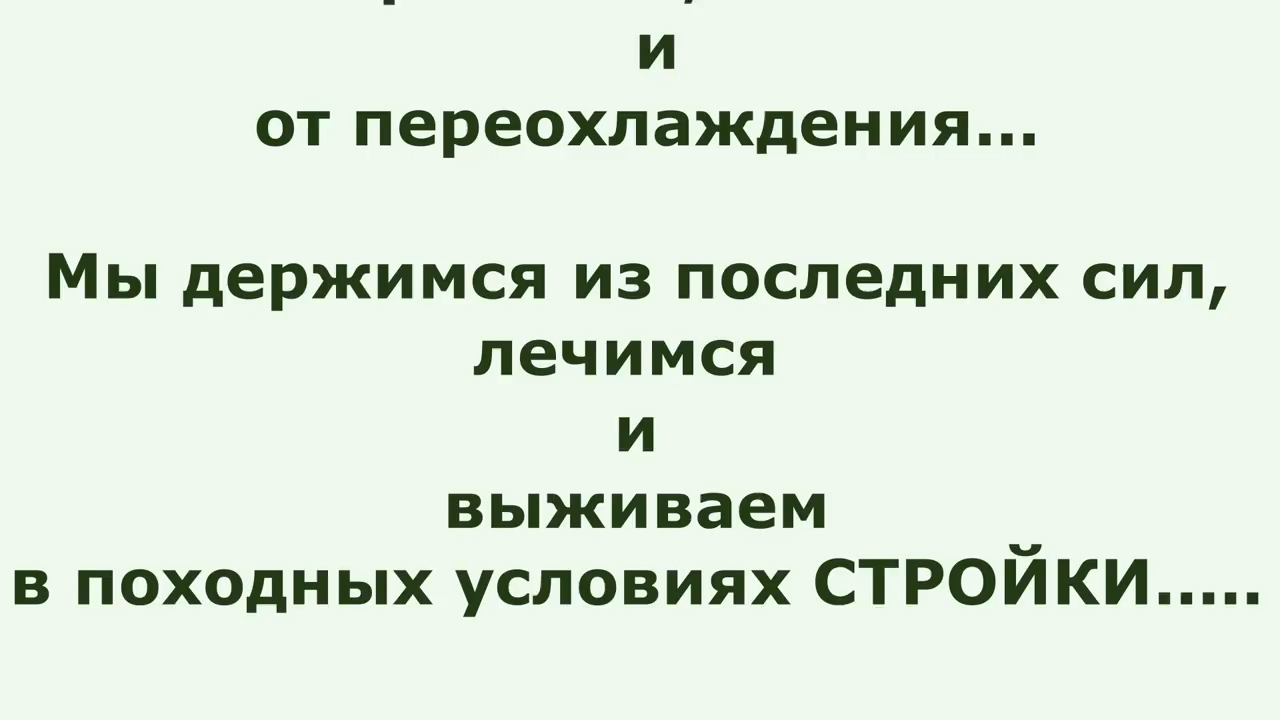 и
от переохлаждения...
Мы держимся из последних сил,
лечимся
и
выживаем
в походных условиях СТРОЙКИ.....